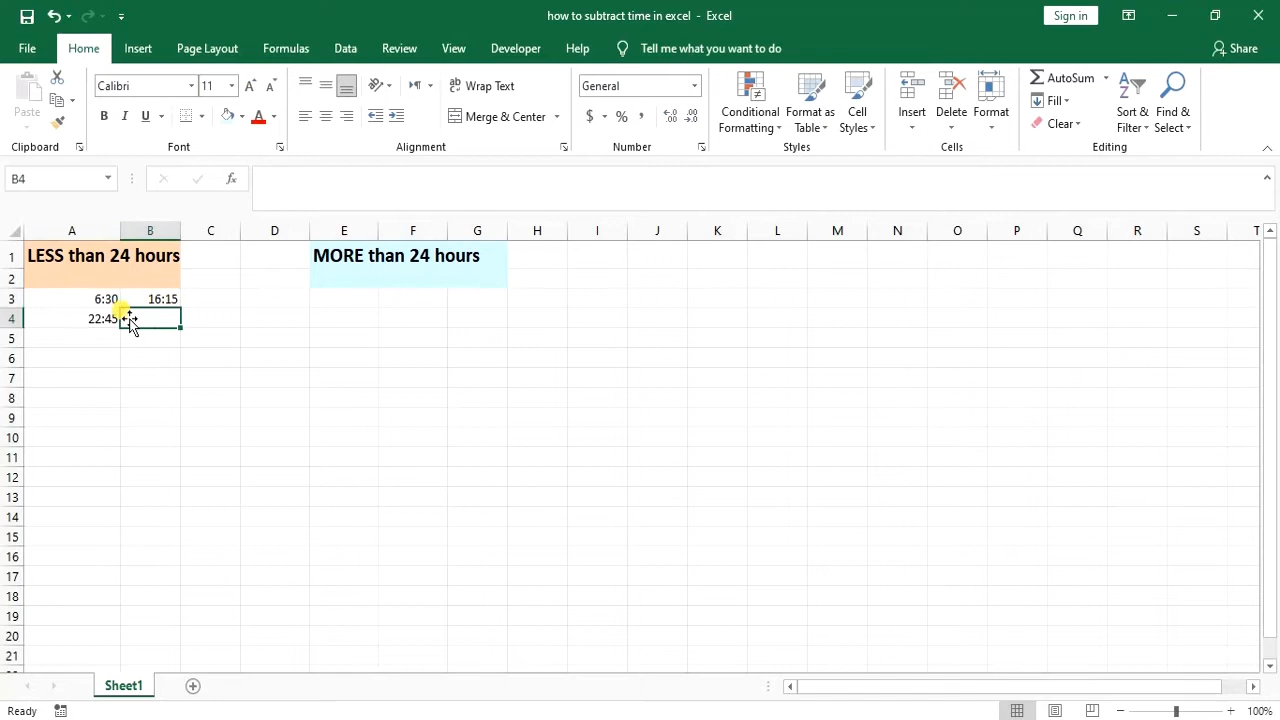 how to subtract time in excel - Excel
Sign in
File Home Insert Page Layout Formulas Data Review View Developer Help Tell me what you want to do Share
Paste
Clipboard
Calibri 11 A A
B I U A
Font
Wrap Text
Merge & Center
Alignment
General
$ % ,
Number
Conditional Formatting
Format as Table
Cell Styles
Styles
Insert Delete Format
Cells
AutoSum
Fill
Clear
Sort & Filter
Find & Select
Editing
B4 fx
A B C D E F G H I J K L M N O P Q R S T
1 LESS than 24 hours MORE than 24 hours
2
3 6:30 16:15
4 22:45
5
6
7
8
9
10
11
12
13
14
15
16
17
18
19
20
21
Sheet1
Ready 100%